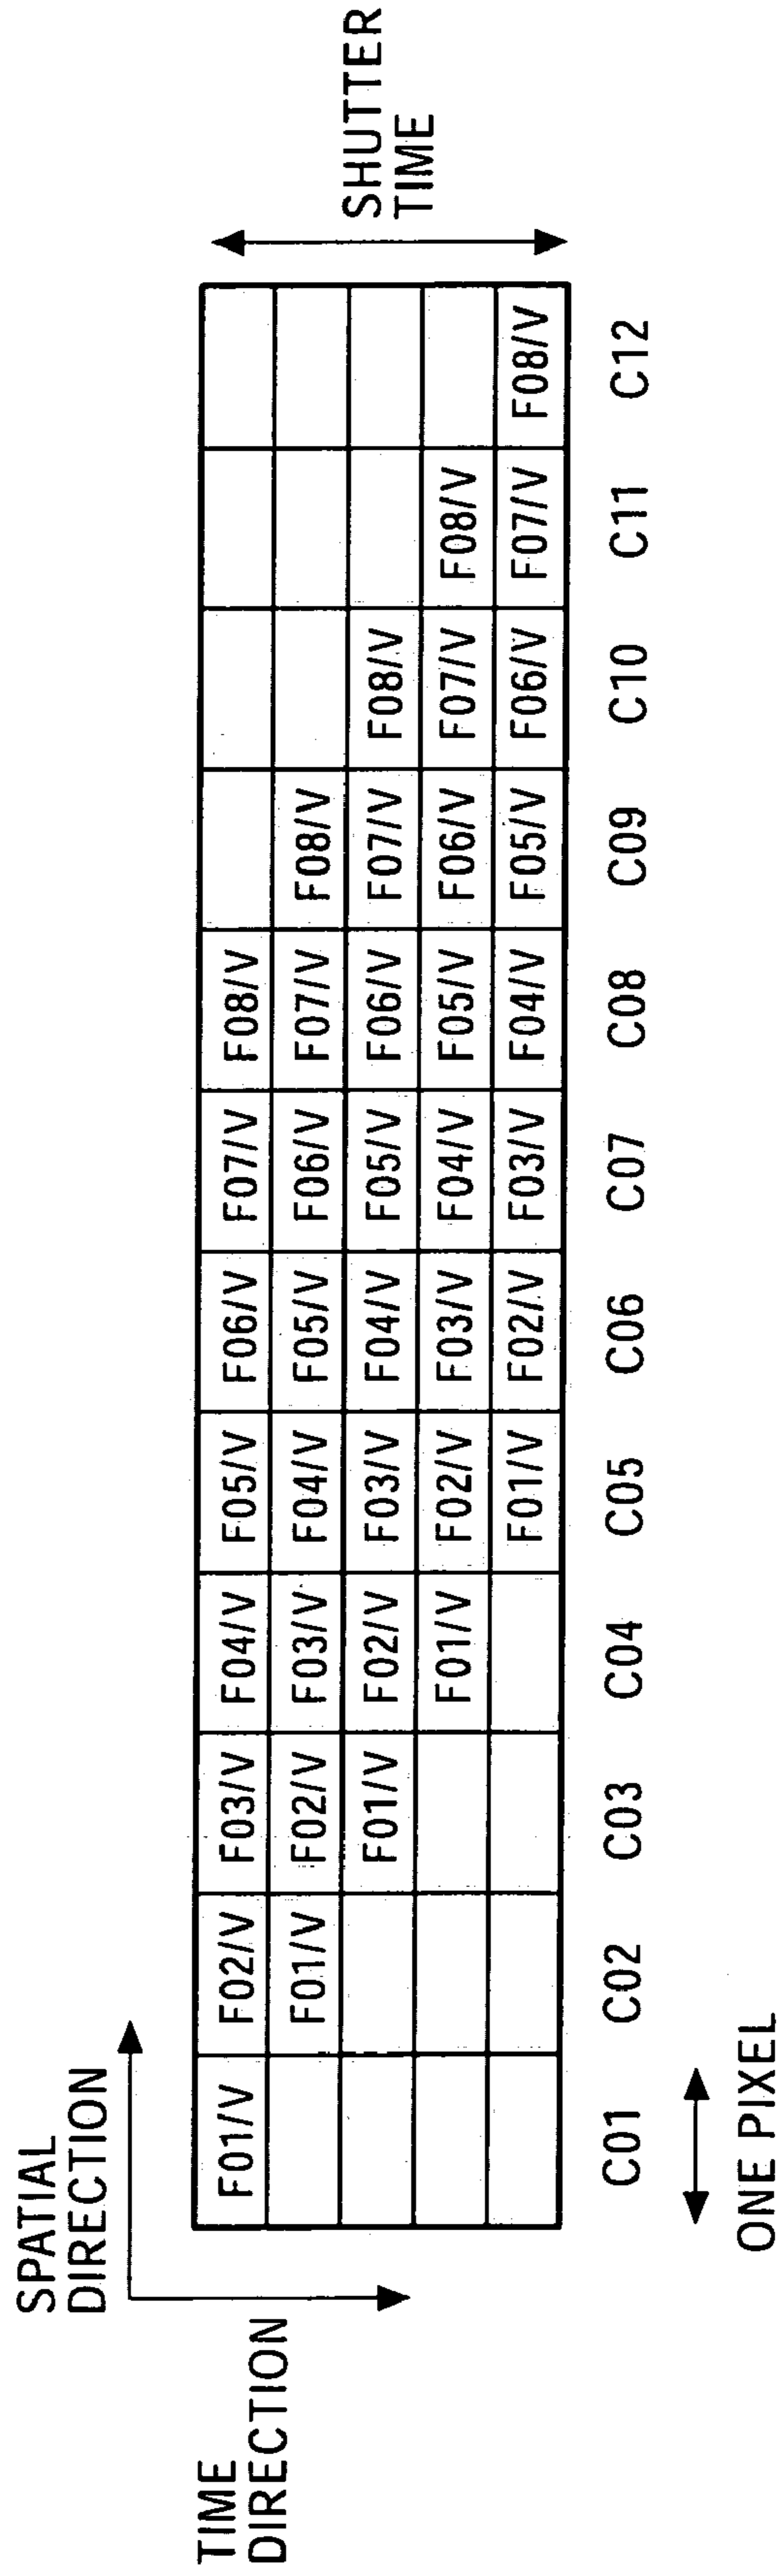 SPATIAL
DIRECTION
TIME
DIRECTION
SHUTTER
TIME
F01/V F02/V F03/V F04/V F05/V F06/V F07/V F08/V
F01/V F02/V F03/V F04/V F05/V F06/V F07/V F08/V
F01/V F02/V F03/V F04/V F05/V F06/V F07/V F08/V
F01/V F02/V F03/V F04/V F05/V F06/V F07/V F08/V
F01/V F02/V F03/V F04/V F05/V F06/V F07/V F08/V
C01 C02 C03 C04 C05 C06 C07 C08 C09 C10 C11 C12
ONE PIXEL